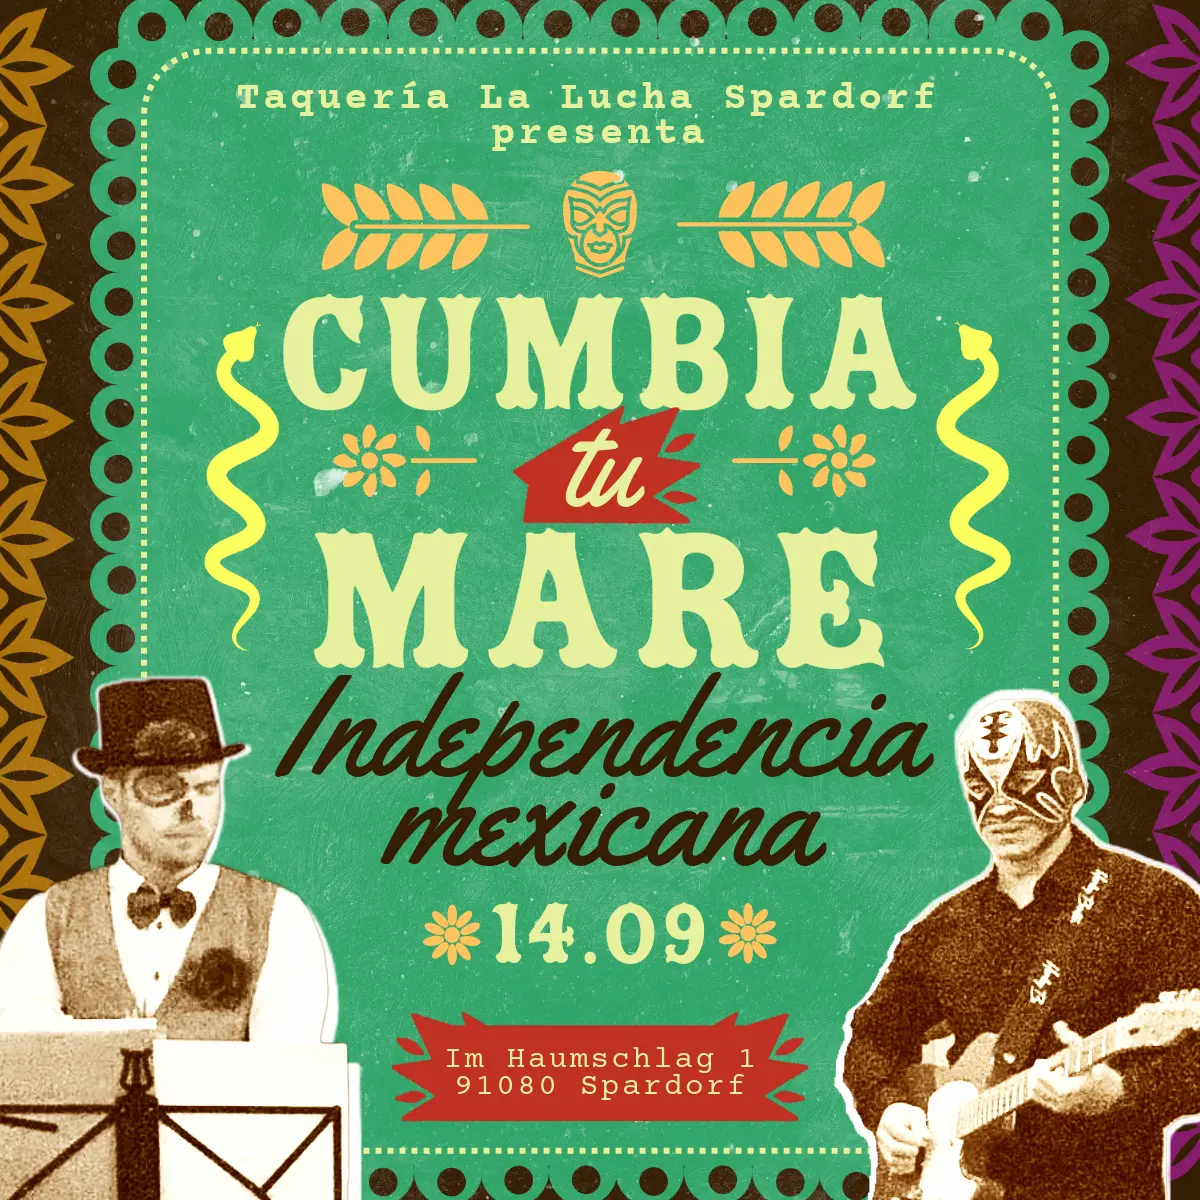 Taquería La Lucha Spardorf
presenta
CUMBIA
tu
MARE
Independencia
mexicana
14.09
Im Haumschlag 1
91080 Spardorf